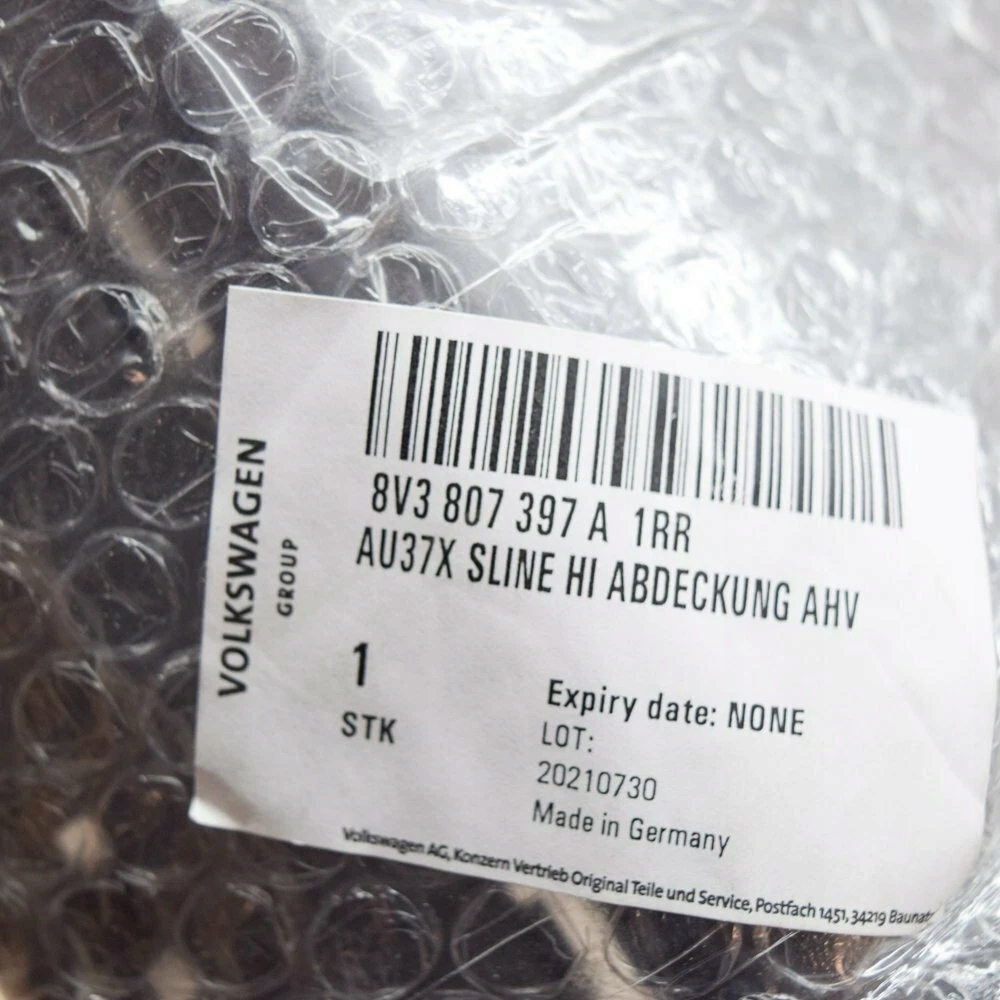 8V3 807 397 A 1RR
AU37X SLINE HI ABDECKUNG AHV
VOLKSWAGEN
GROUP
1
STK
Expiry date: NONE
LOT:
20210730
Made in Germany
Volkswagen AG, Konzern Vertrieb Original Teile und Service, Postfach 1451, 34219